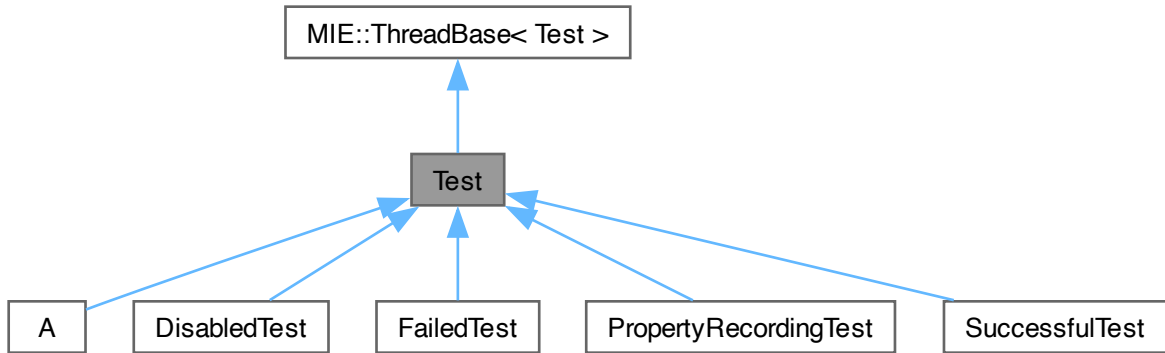 MIE::ThreadBase< Test >
Test
A
DisabledTest
FailedTest
PropertyRecordingTest
SuccessfulTest